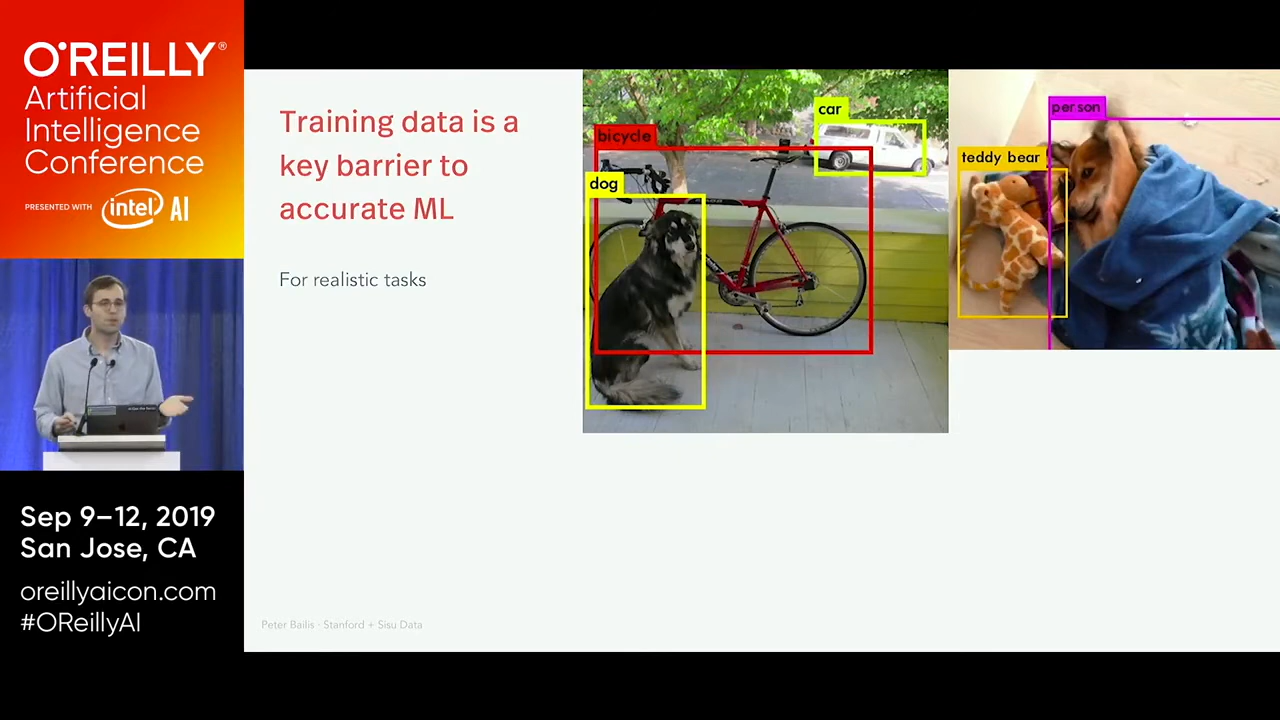 O'REILLY®
Artificial
Intelligence
Conference
PRESENTED WITH intel AI
Sep 9–12, 2019
San Jose, CA
oreillyaicon.com
#OReillyAI
Training data is a
key barrier to
accurate ML
For realistic tasks
bicycle
car
dog
teddy bear
person
Peter Bailis · Stanford + Sisu Data